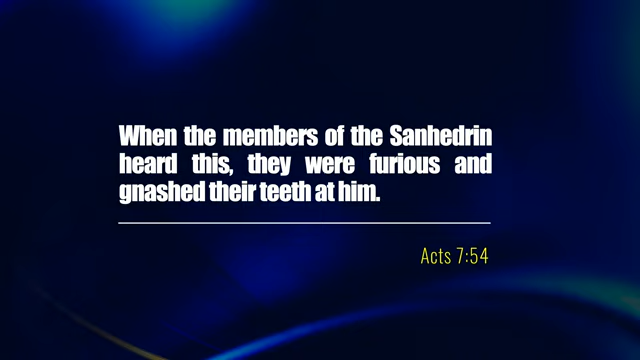 When the members of the Sanhedrin
heard this, they were furious and
gnashed their teeth at him.
Acts 7:54